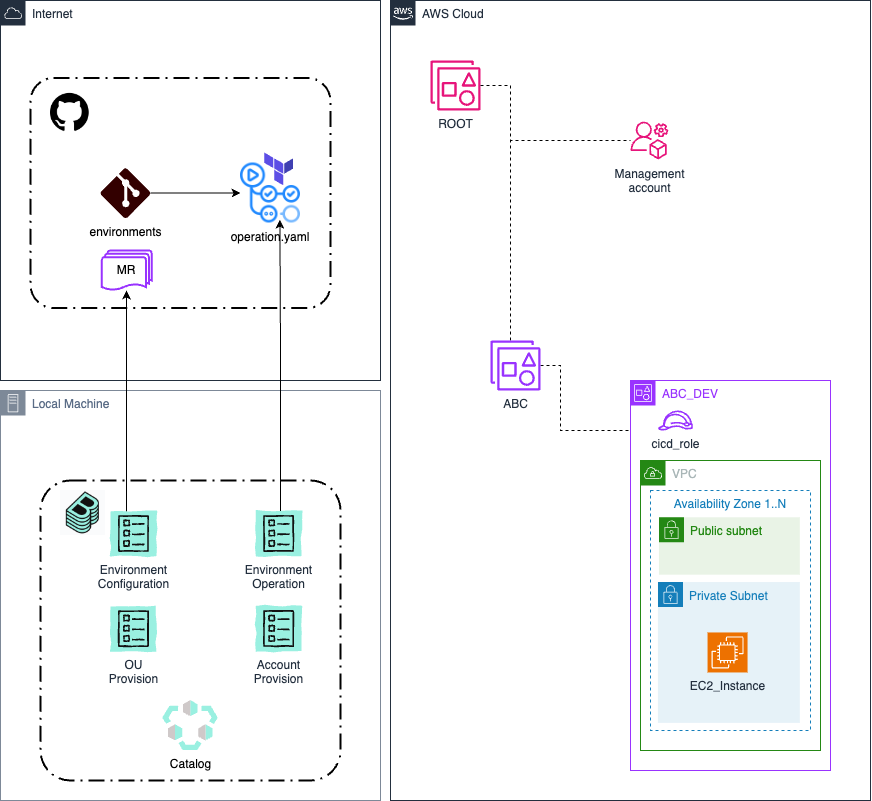 Internet
environments
operation.yaml
MR
Local Machine
Environment
Configuration
Environment
Operation
OU
Provision
Account
Provision
Catalog
aws
AWS Cloud
ROOT
Management
account
ABC
ABC_DEV
cicd_role
VPC
Availability Zone 1..N
Public subnet
Private Subnet
EC2_Instance